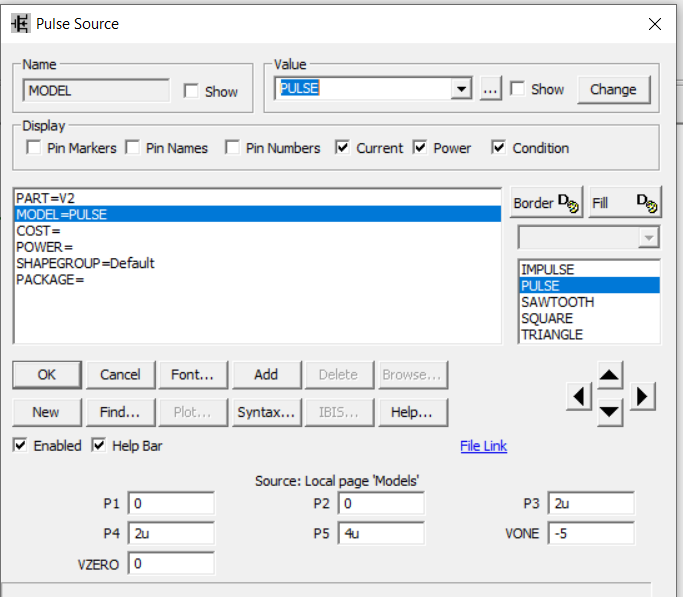 Pulse Source
Name
MODEL Show
Value
PULSE ... Show Change
Display
Pin Markers Pin Names Pin Numbers Current Power Condition
PART=V2
MODEL=PULSE
COST=
POWER=
SHAPEGROUP=Default
PACKAGE=
Border D Fill D
IMPULSE
PULSE
SAWTOOTH
SQUARE
TRIANGLE
OK Cancel Font... Add Delete Browse...
New Find... Plot... Syntax... IBIS... Help...
Enabled Help Bar File Link
Source: Local page 'Models'
P1 0 P2 0 P3 2u
P4 2u P5 4u VONE -5
VZERO 0